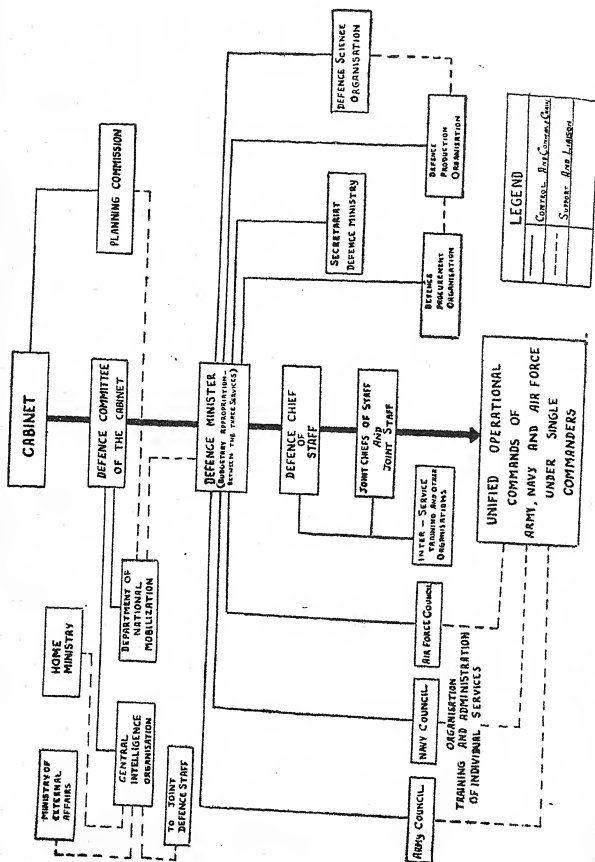 CABINET
PLANNING COMMISSION
DEFENCE COMMITTEE
OF THE CABINET
HOME
MINISTRY
MINISTRY OF
EXTERNAL
AFFAIRS
CENTRAL
INTELLIGENCE
ORGANISATION
DEPARTMENT OF
NATIONAL
MOBILIZATION
TO JOINT
DEFENCE STAFF
DEFENCE MINISTER
(BUDGETARY APPROPRIATION-
BETWEEN THE THREE SERVICES)
DEFENCE SCIENCE
ORGANISATION
SECRETARIAT
DEFENCE MINISTRY
DEFENCE
PRODUCTION
ORGANISATION
DEFENCE
PROCUREMENT
ORGANISATION
DEFENCE CHIEF
OF
STAFF
JOINT CHIEFS OF STAFF
AND
JOINT STAFF
INTER-SERVICE
TRAINING AND OTHER
ORGANISATIONS
ARMY COUNCIL
NAVY COUNCIL
AIR FORCE COUNCIL
ORGANISATION
TRAINING AND ADMINISTRATION
OF INDIVIDUAL SERVICES
UNIFIED OPERATIONAL
COMMANDS OF
ARMY, NAVY AND AIR FORCE
UNDER SINGLE
COMMANDERS
LEGEND
CONTROL AND COMMAND CHAIN
SUPPORT AND LIAISON